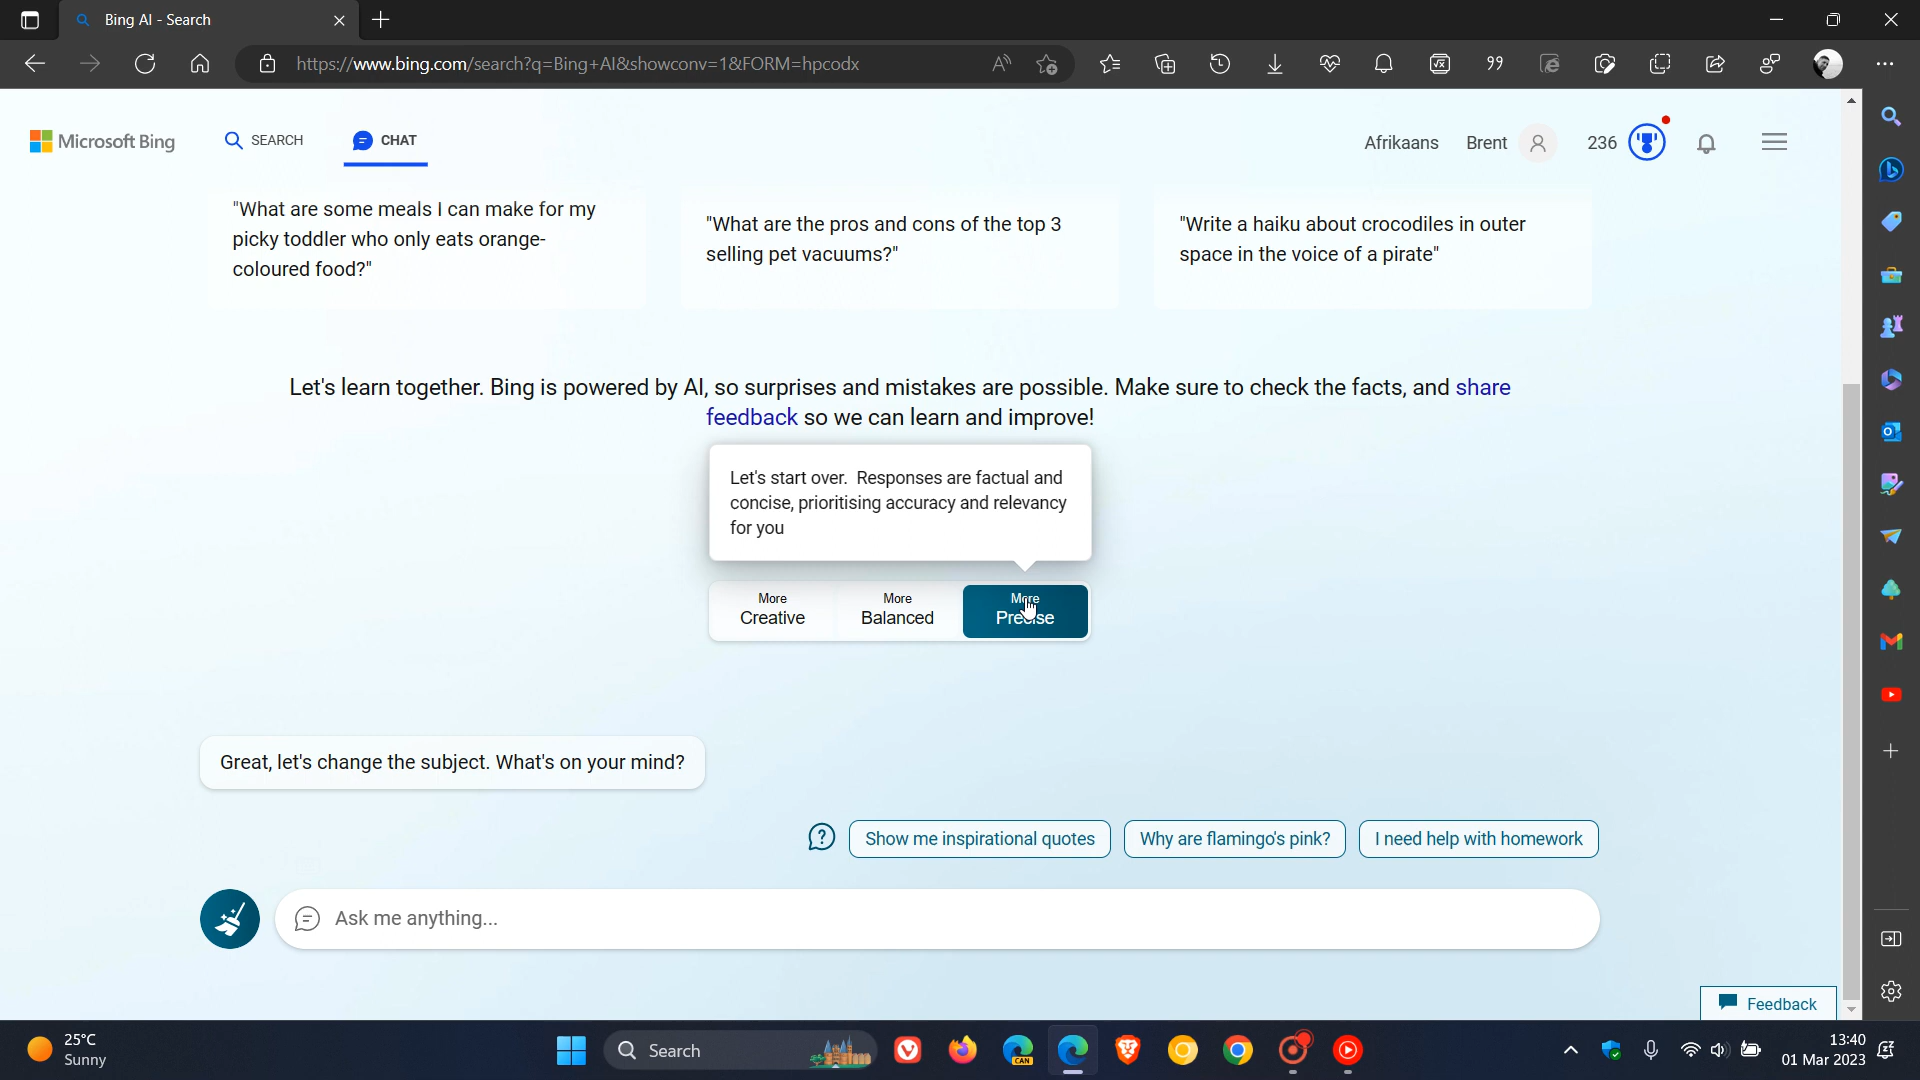 Bing AI - Search
https://www.bing.com/search?q=Bing+AI&showconv=1&FORM=hpcodx
Microsoft Bing
SEARCH
CHAT
Afrikaans
Brent
236
"What are some meals I can make for my
picky toddler who only eats orange-
coloured food?"
"What are the pros and cons of the top 3
selling pet vacuums?"
"Write a haiku about crocodiles in outer
space in the voice of a pirate"
Let's learn together. Bing is powered by AI, so surprises and mistakes are possible. Make sure to check the facts, and share
feedback so we can learn and improve!
Let's start over. Responses are factual and
concise, prioritising accuracy and relevancy
for you
More
Creative
More
Balanced
More
Precise
Great, let's change the subject. What's on your mind?
Show me inspirational quotes
Why are flamingo's pink?
I need help with homework
Ask me anything...
Feedback
25°C
Sunny
Search
CAN
13:40
01 Mar 2023